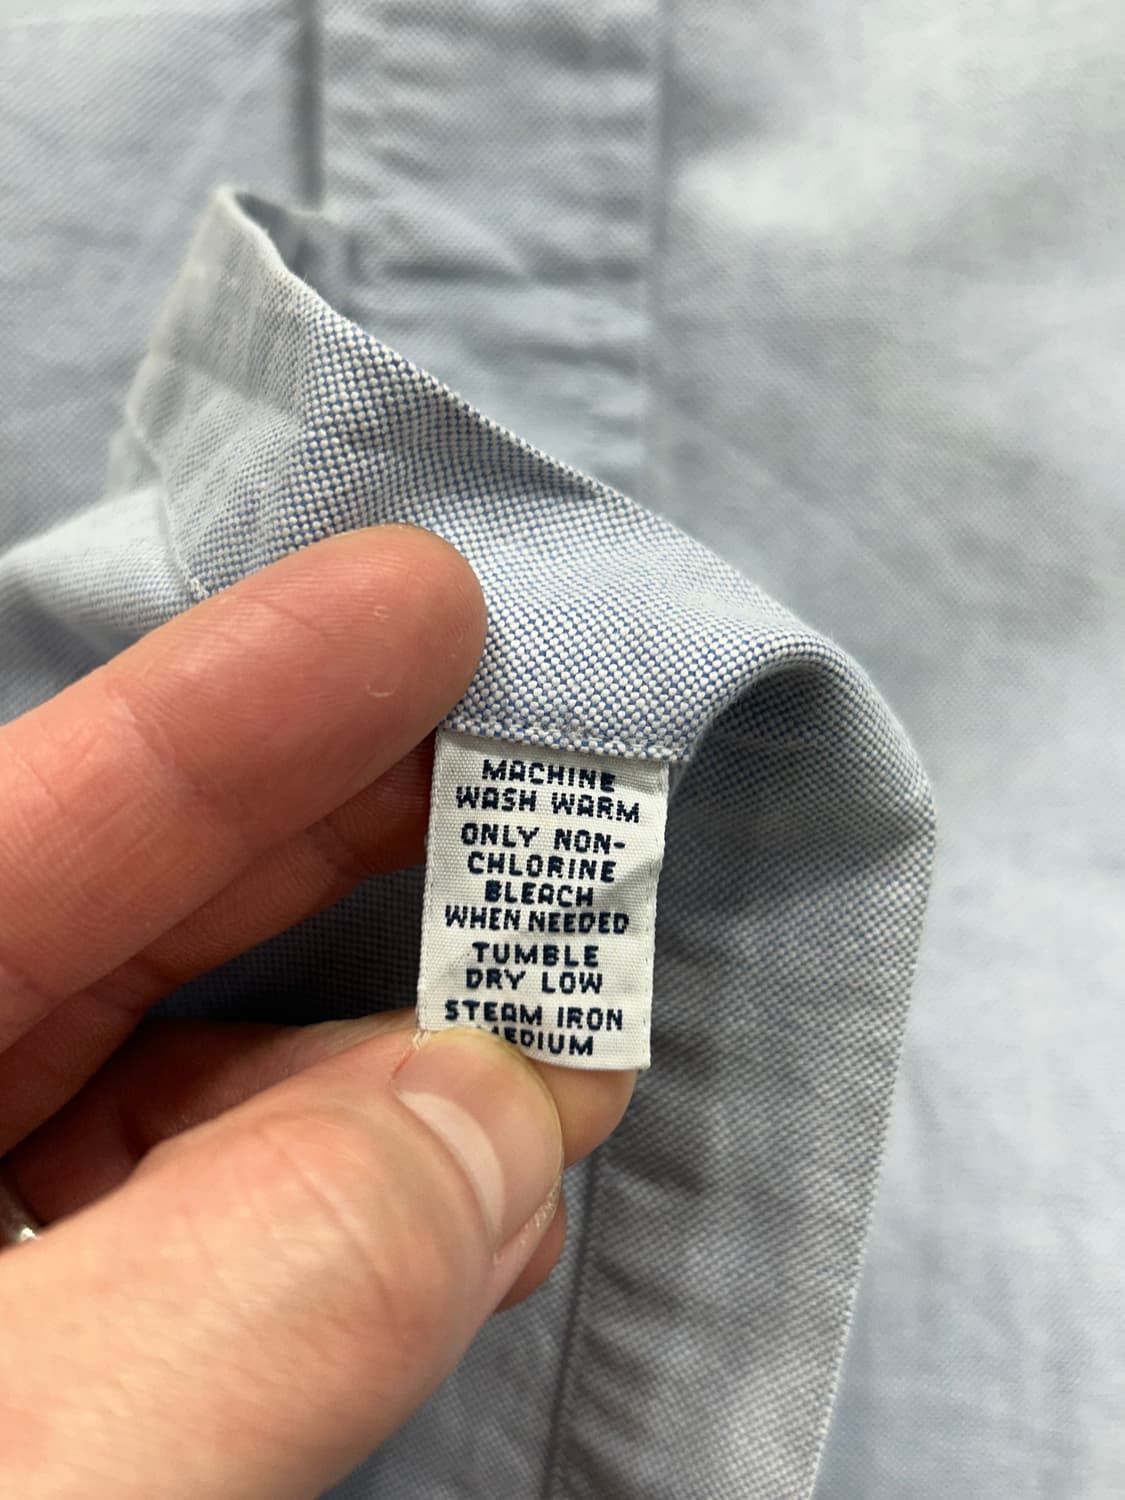 MACHINE
WASH WARM
ONLY NON-
CHLORINE
BLEACH
WHEN NEEDED
TUMBLE
DRY LOW
STEAM IRON
MEDIUM